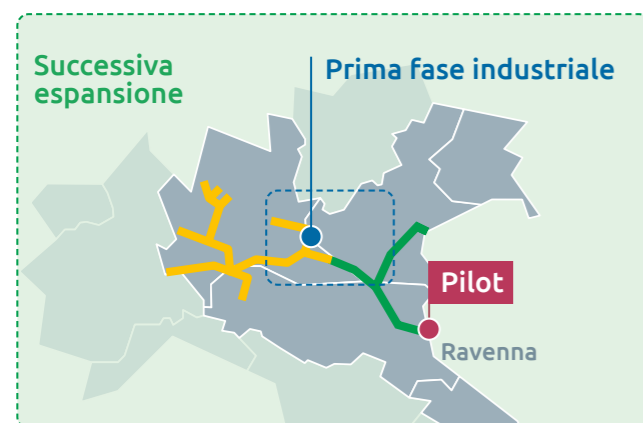 Successiva
espansione
Prima fase industriale
Pilot
Ravenna